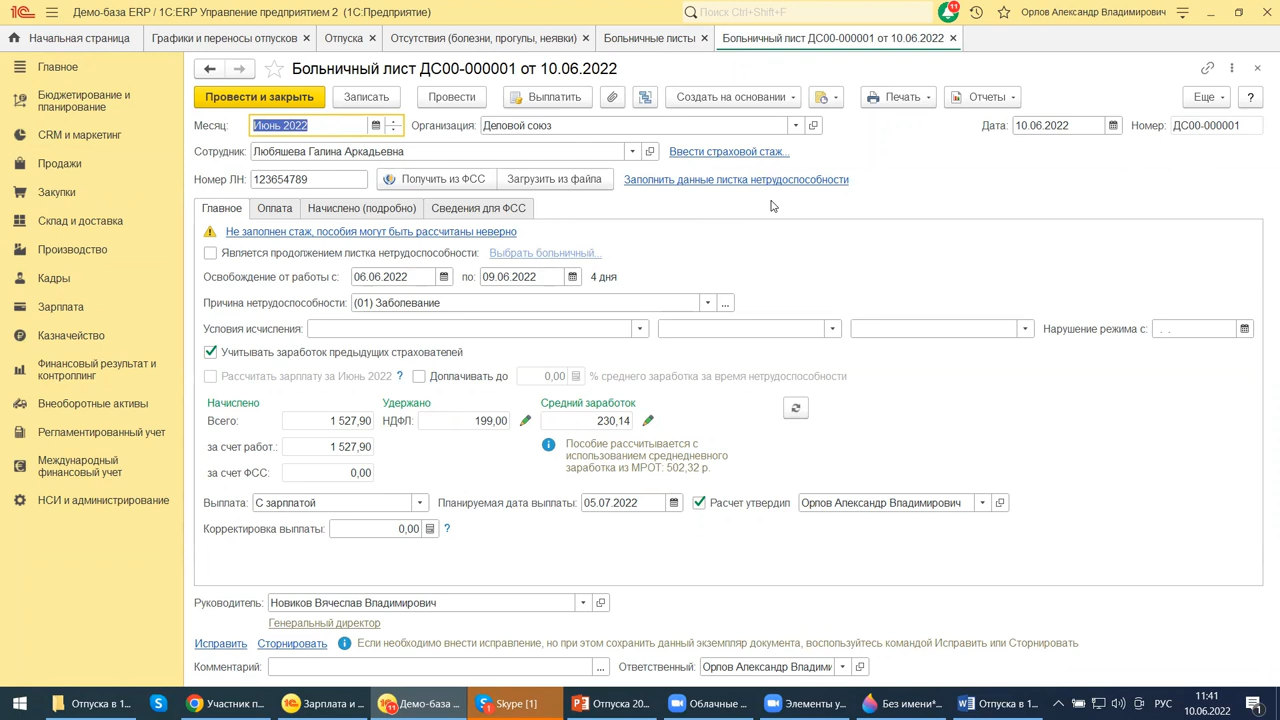 Демо-база ERP / 1С:ERP Управление предприятием 2 (1С:Предприятие)
Поиск Ctrl+Shift+F
11
Орлов Александр Владимирович
Начальная страница
Графики и переносы отпусков ×
Отпуска ×
Отсутствия (болезни, прогулы, неявки) ×
Больничные листы ×
Больничный лист ДС00-000001 от 10.06.2022 ×
Главное
Бюджетирование и
планирование
CRM и маркетинг
Продажи
Закупки
Склад и доставка
Производство
Кадры
Зарплата
Казначейство
Финансовый результат и
контроллинг
Внеоборотные активы
Регламентированный учет
Международный
финансовый учет
НСИ и администрирование
Больничный лист ДС00-000001 от 10.06.2022
Провести и закрыть
Записать
Провести
Выплатить
Создать на основании
Печать
Отчеты
Еще
?
Месяц: Июнь 2022
Организация: Деловой союз
Дата: 10.06.2022
Номер: ДС00-000001
Сотрудник: Любяшева Галина Аркадьевна
Ввести страховой стаж...
Номер ЛН: 123654789
Получить из ФСС
Загрузить из файла
Заполнить данные листка нетрудоспособности
Главное
Оплата
Начислено (подробно)
Сведения для ФСС
Не заполнен стаж, пособия могут быть рассчитаны неверно
Является продолжением листка нетрудоспособности: Выбрать больничный...
Освобождение от работы с: 06.06.2022 по: 09.06.2022 4 дня
Причина нетрудоспособности: (01) Заболевание ...
Условия исчисления:
Нарушение режима с: . .
Учитывать заработок предыдущих страхователей
Рассчитать зарплату за Июнь 2022 ? Доплачивать до 0,00 % среднего заработка за время нетрудоспособности
Начислено
Удержано
Средний заработок
Всего: 1 527,90
НДФЛ: 199,00
230,14
за счет работ.: 1 527,90
Пособие рассчитывается с
использованием среднедневного
заработка из МРОТ: 502,32 р.
за счет ФСС: 0,00
Выплата: С зарплатой
Планируемая дата выплаты: 05.07.2022
Расчет утвердил Орлов Александр Владимирович
Корректировка выплаты: 0,00 ?
Руководитель: Новиков Вячеслав Владимирович
Генеральный директор
Исправить
Сторнировать
Если необходимо внести исправление, но при этом сохранить данный экземпляр документа, воспользуйтесь командой Исправить или Сторнировать
Комментарий: ...
Ответственный: Орлов Александр Владими
Отпуска в 1...
Участник п...
Зарплата и ...
Демо-база ...
Skype [1]
Отпуска 20...
Облачные ...
Элементы у...
Без имени*...
Отпуска в 1...
РУС
11:41
10.06.2022